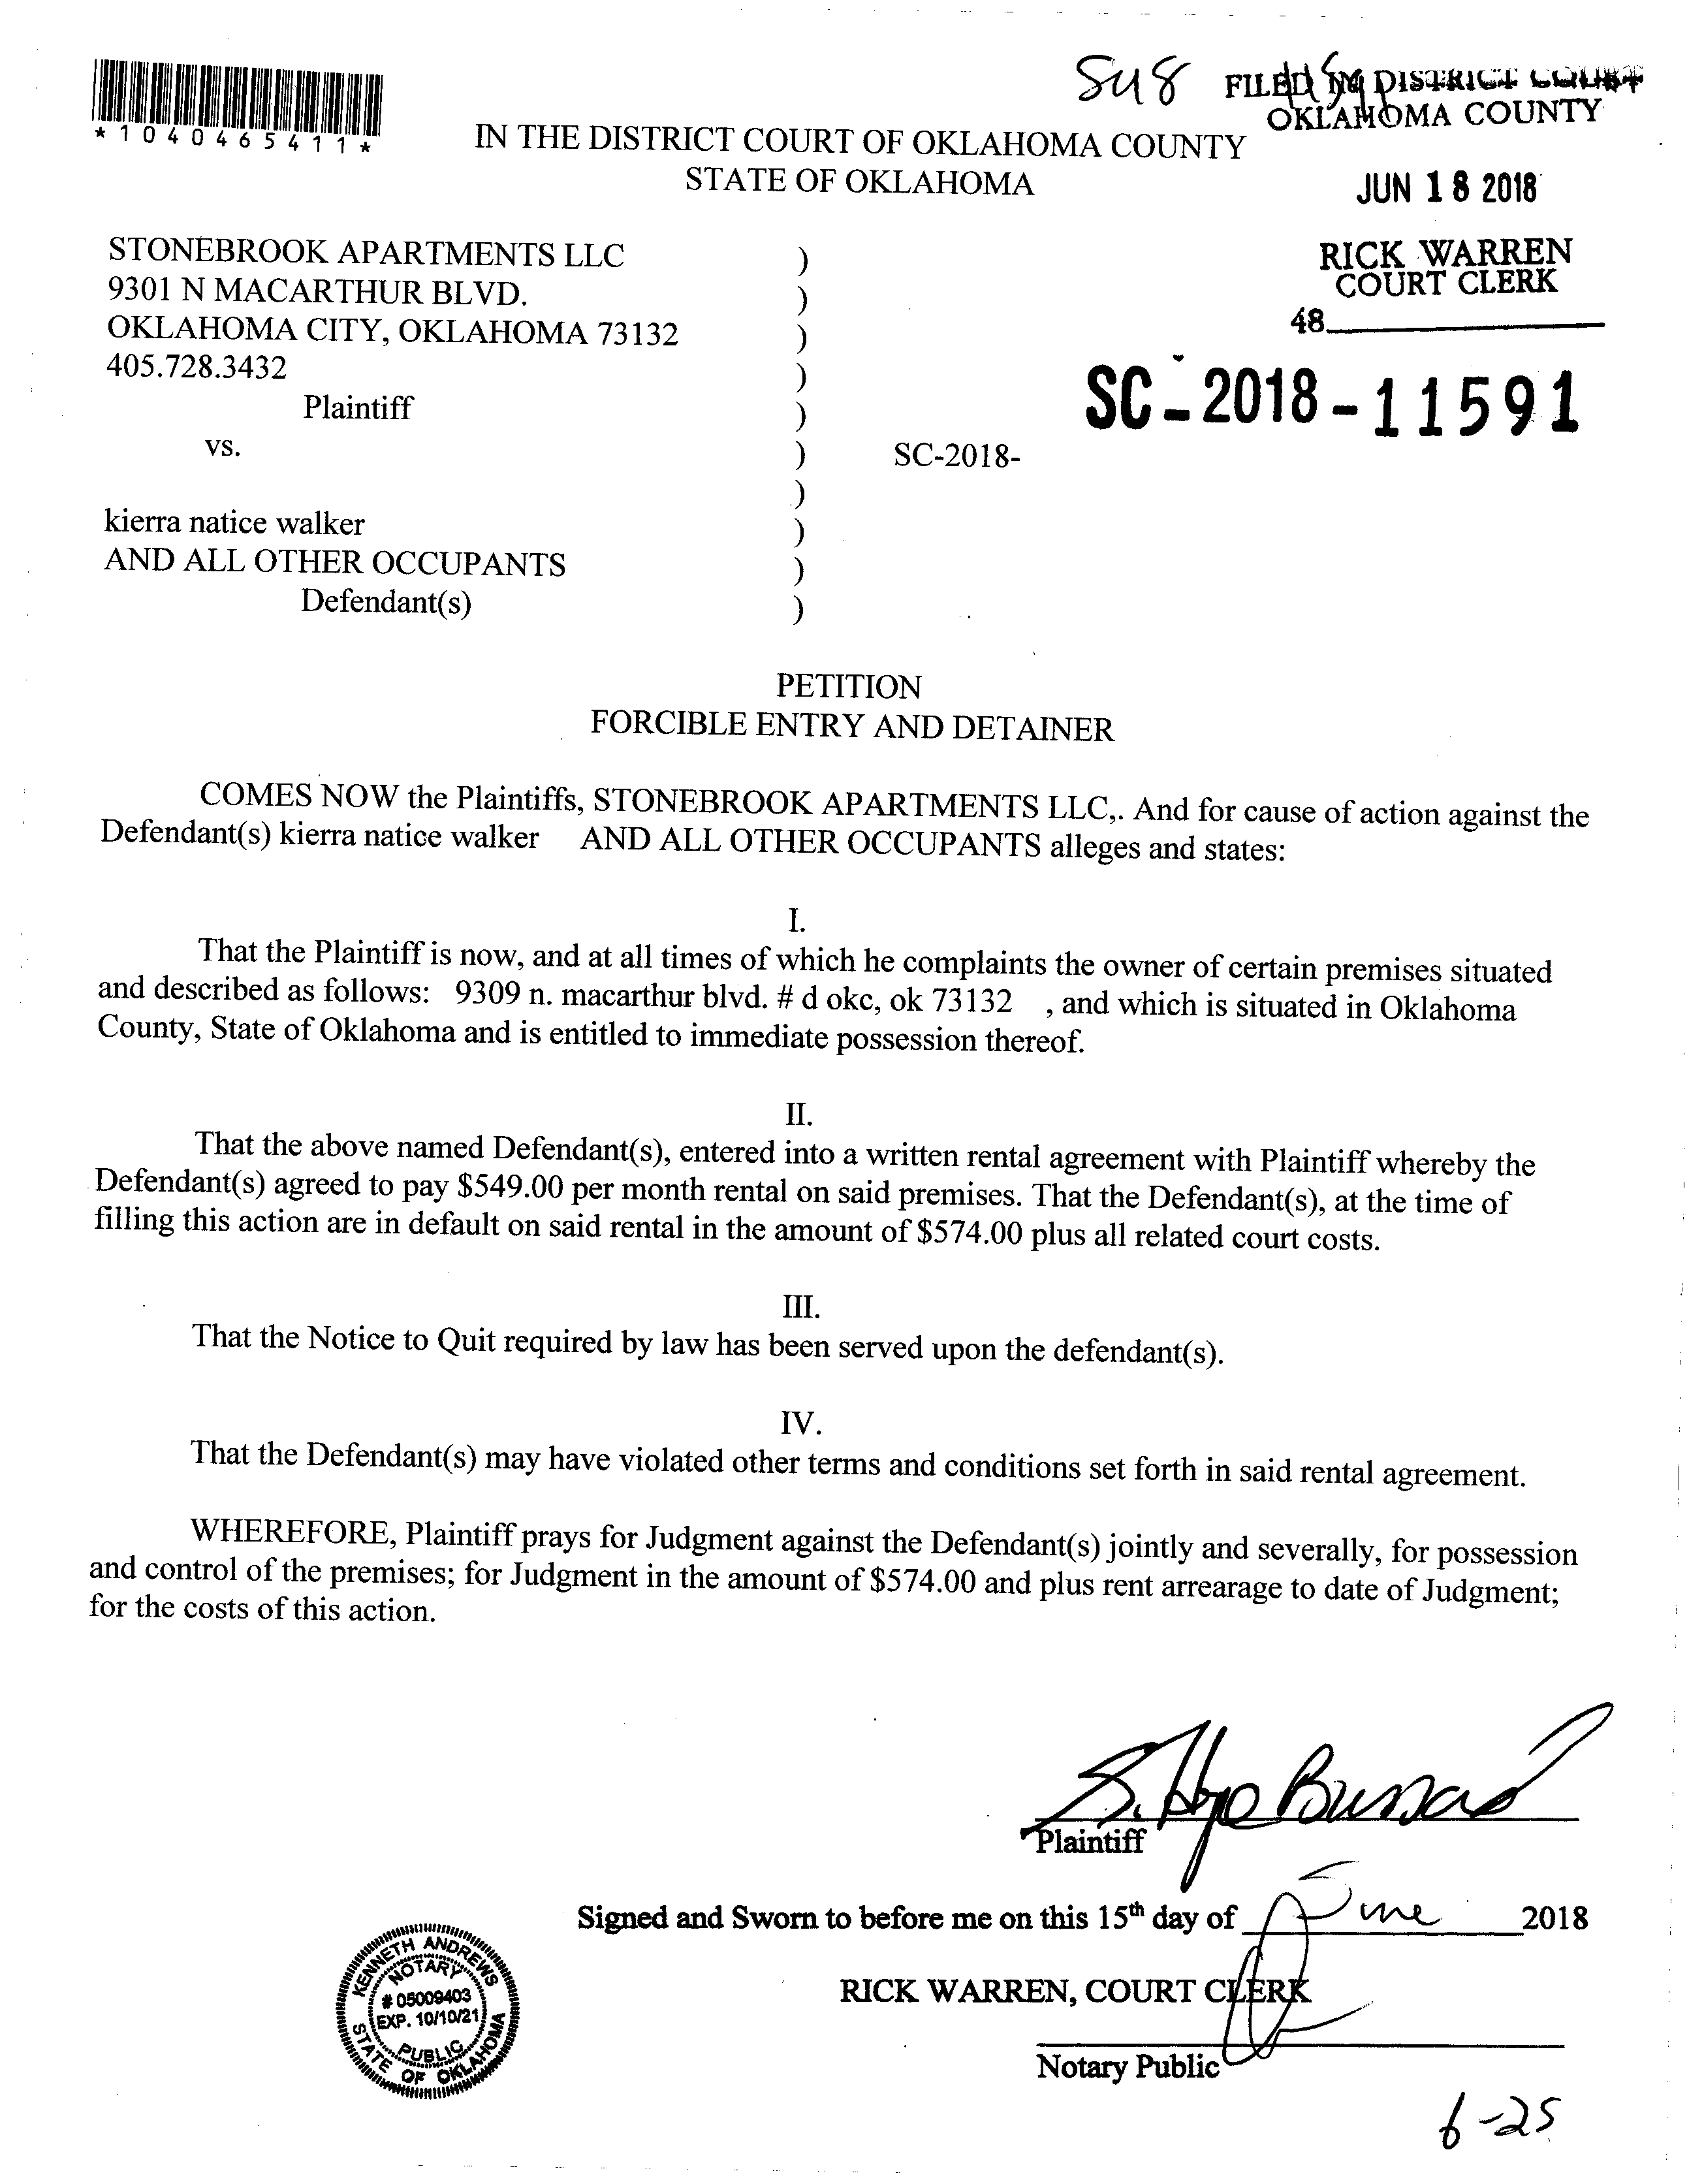 *1040465411*
548
FILED IN DISTRICT COURT
OKLAHOMA COUNTY
IN THE DISTRICT COURT OF OKLAHOMA COUNTY
STATE OF OKLAHOMA
JUN 18 2018
RICK WARREN
COURT CLERK
48
SC-2018-11591
STONEBROOK APARTMENTS LLC )
9301 N MACARTHUR BLVD. )
OKLAHOMA CITY, OKLAHOMA 73132 )
405.728.3432 )
Plaintiff )
vs. ) SC-2018-
)
kierra natice walker )
AND ALL OTHER OCCUPANTS )
Defendant(s) )
PETITION
FORCIBLE ENTRY AND DETAINER
COMES NOW the Plaintiffs, STONEBROOK APARTMENTS LLC,. And for cause of action against the
Defendant(s) kierra natice walker AND ALL OTHER OCCUPANTS alleges and states:
I.
That the Plaintiff is now, and at all times of which he complaints the owner of certain premises situated
and described as follows: 9309 n. macarthur blvd. # d okc, ok 73132 , and which is situated in Oklahoma
County, State of Oklahoma and is entitled to immediate possession thereof.
II.
That the above named Defendant(s), entered into a written rental agreement with Plaintiff whereby the
Defendant(s) agreed to pay $549.00 per month rental on said premises. That the Defendant(s), at the time of
filling this action are in default on said rental in the amount of $574.00 plus all related court costs.
III.
That the Notice to Quit required by law has been served upon the defendant(s).
IV.
That the Defendant(s) may have violated other terms and conditions set forth in said rental agreement.
WHEREFORE, Plaintiff prays for Judgment against the Defendant(s) jointly and severally, for possession
and control of the premises; for Judgment in the amount of $574.00 and plus rent arrearage to date of Judgment;
for the costs of this action.
Plaintiff
Signed and Sworn to before me on this 15th day of June 2018
RICK WARREN, COURT CLERK
Notary Public
KENNETH ANDREWS
NOTARY
# 05009403
EXP. 10/10/21
PUBLIC
STATE OF OKLAHOMA
6-25